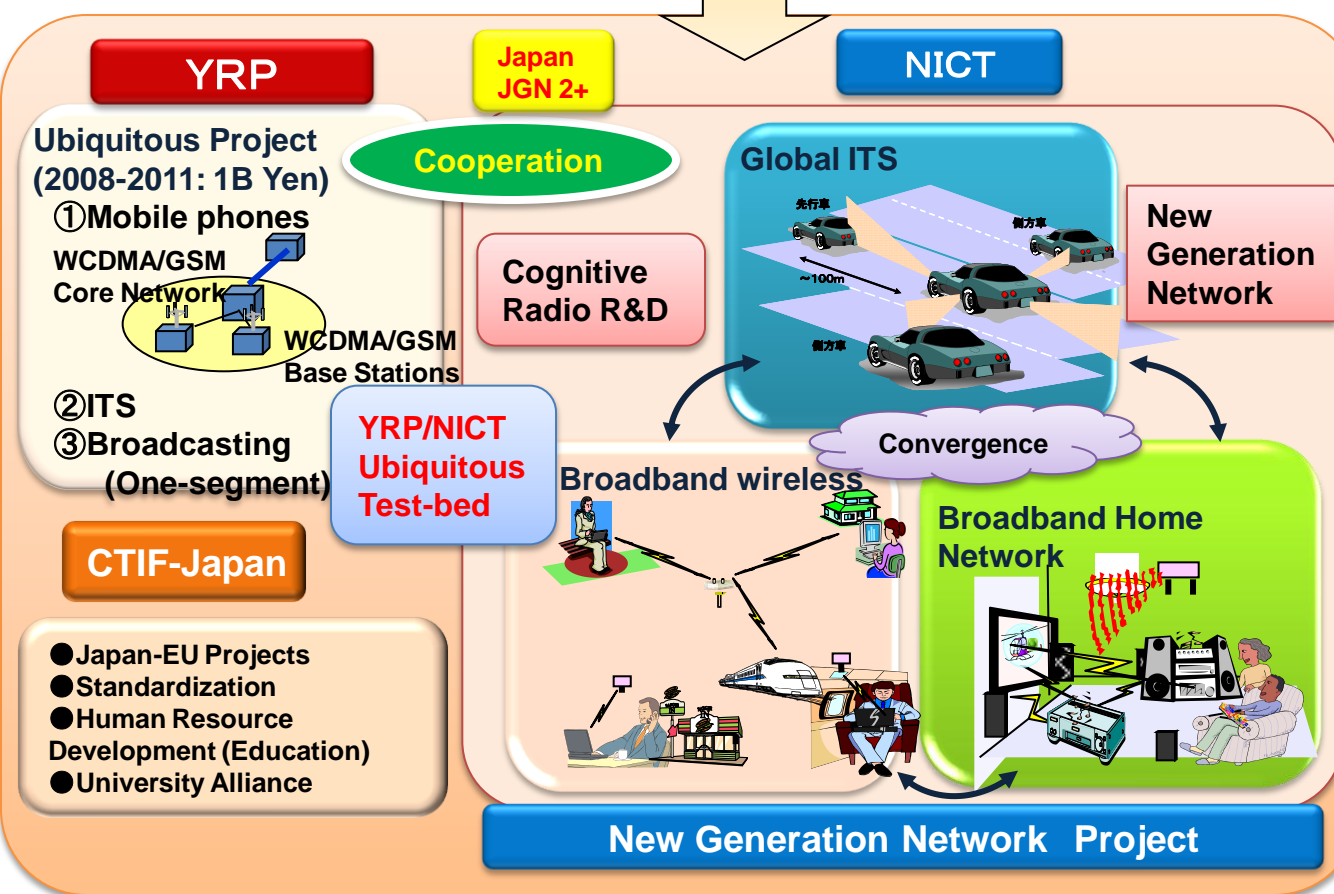 YRP
Japan
JGN 2+
NICT
Ubiquitous Project
(2008-2011: 1B Yen)
①Mobile phones
WCDMA/GSM
Core Network
WCDMA/GSM
Base Stations
②ITS
③Broadcasting
(One-segment)
Cooperation
Global ITS
先行車
側方車
～100m
側方車
New
Generation
Network
Cognitive
Radio R&D
YRP/NICT
Ubiquitous
Test-bed
Convergence
Broadband wireless
Broadband Home
Network
CTIF-Japan
●Japan-EU Projects
●Standardization
●Human Resource
Development (Education)
●University Alliance
New Generation Network Project